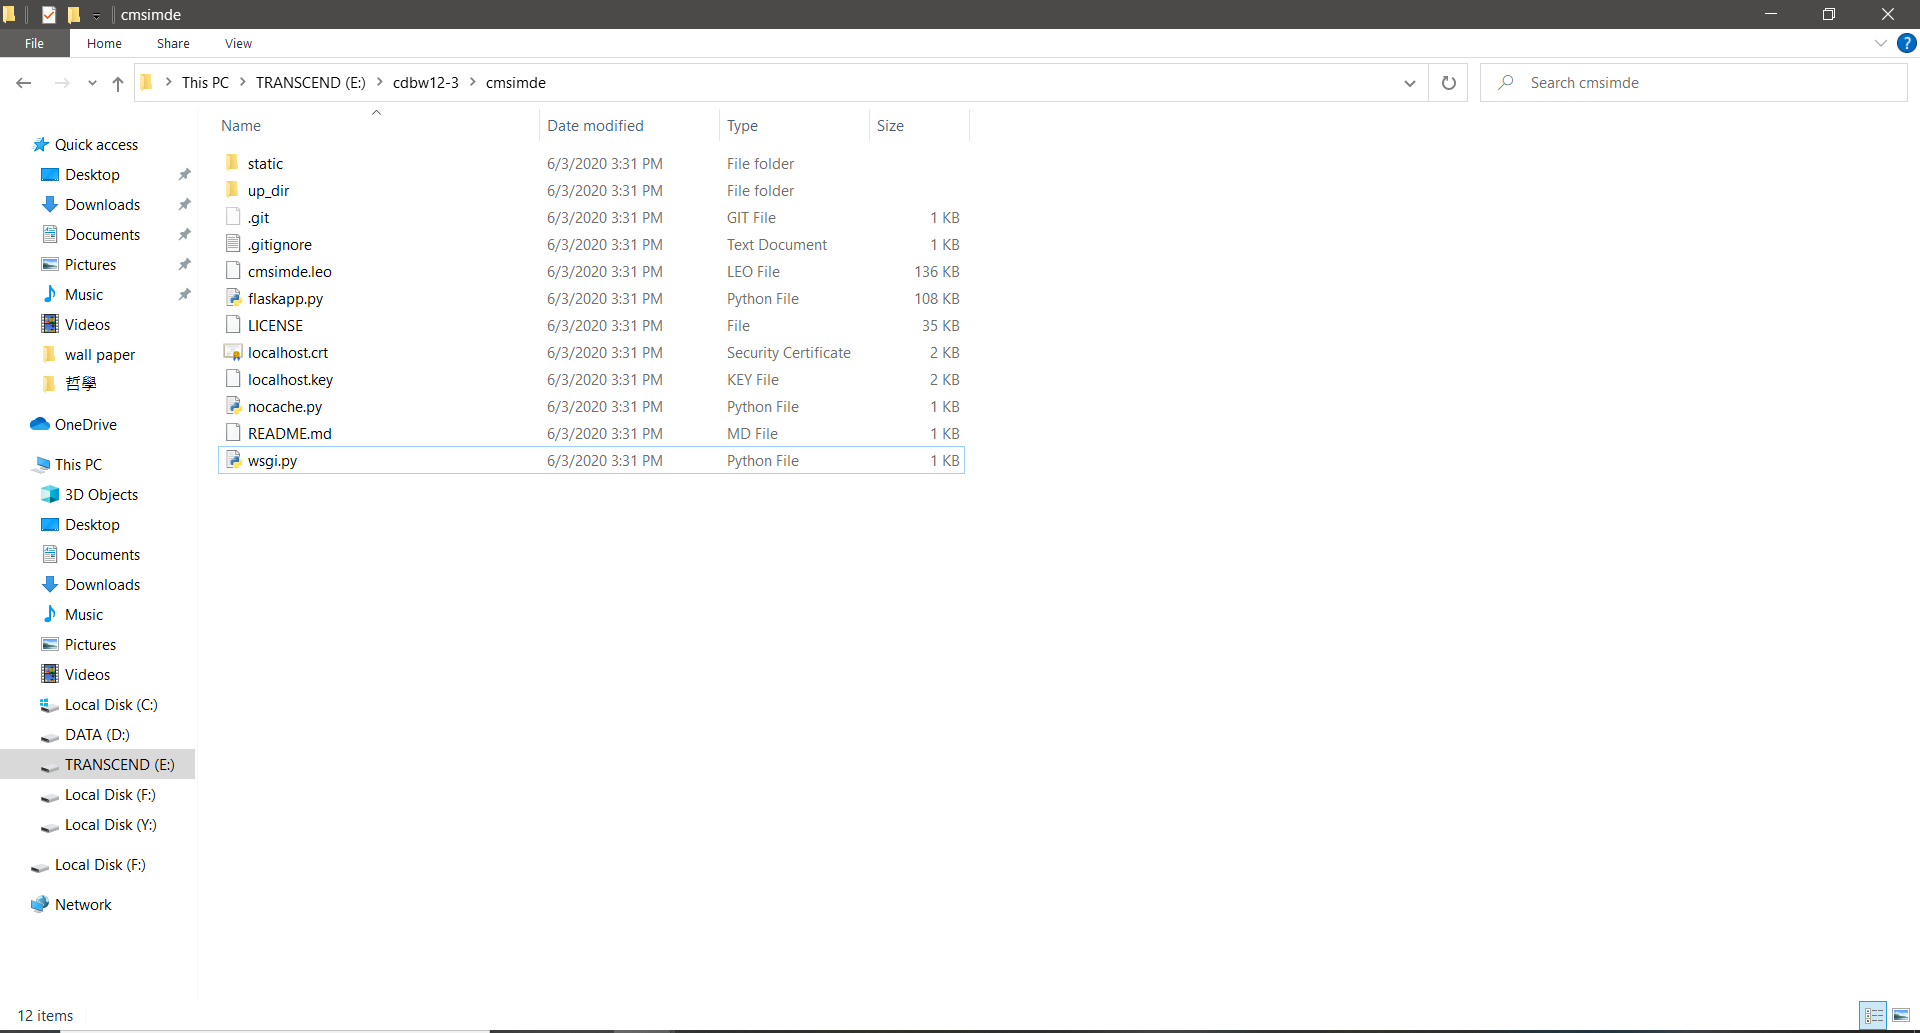 cmsimde
File Home Share View
This PC TRANSCEND (E:) cdbw12-3 cmsimde
Search cmsimde
Name Date modified Type Size
static 6/3/2020 3:31 PM File folder
up_dir 6/3/2020 3:31 PM File folder
.git 6/3/2020 3:31 PM GIT File 1 KB
.gitignore 6/3/2020 3:31 PM Text Document 1 KB
cmsimde.leo 6/3/2020 3:31 PM LEO File 136 KB
flaskapp.py 6/3/2020 3:31 PM Python File 108 KB
LICENSE 6/3/2020 3:31 PM File 35 KB
localhost.crt 6/3/2020 3:31 PM Security Certificate 2 KB
localhost.key 6/3/2020 3:31 PM KEY File 2 KB
nocache.py 6/3/2020 3:31 PM Python File 1 KB
README.md 6/3/2020 3:31 PM MD File 1 KB
wsgi.py 6/3/2020 3:31 PM Python File 1 KB
Quick access
Desktop
Downloads
Documents
Pictures
Music
Videos
wall paper
哲學
OneDrive
This PC
3D Objects
Desktop
Documents
Downloads
Music
Pictures
Videos
Local Disk (C:)
DATA (D:)
TRANSCEND (E:)
Local Disk (F:)
Local Disk (Y:)
Local Disk (F:)
Network
12 items